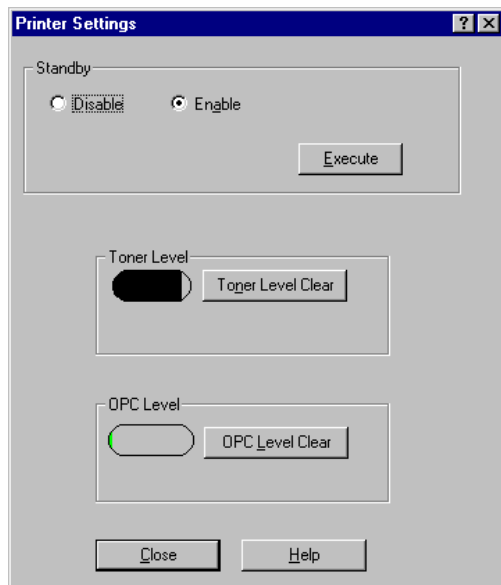 Printer Settings
Standby
Disable
Enable
Execute
Toner Level
Toner Level Clear
OPC Level
OPC Level Clear
Close
Help